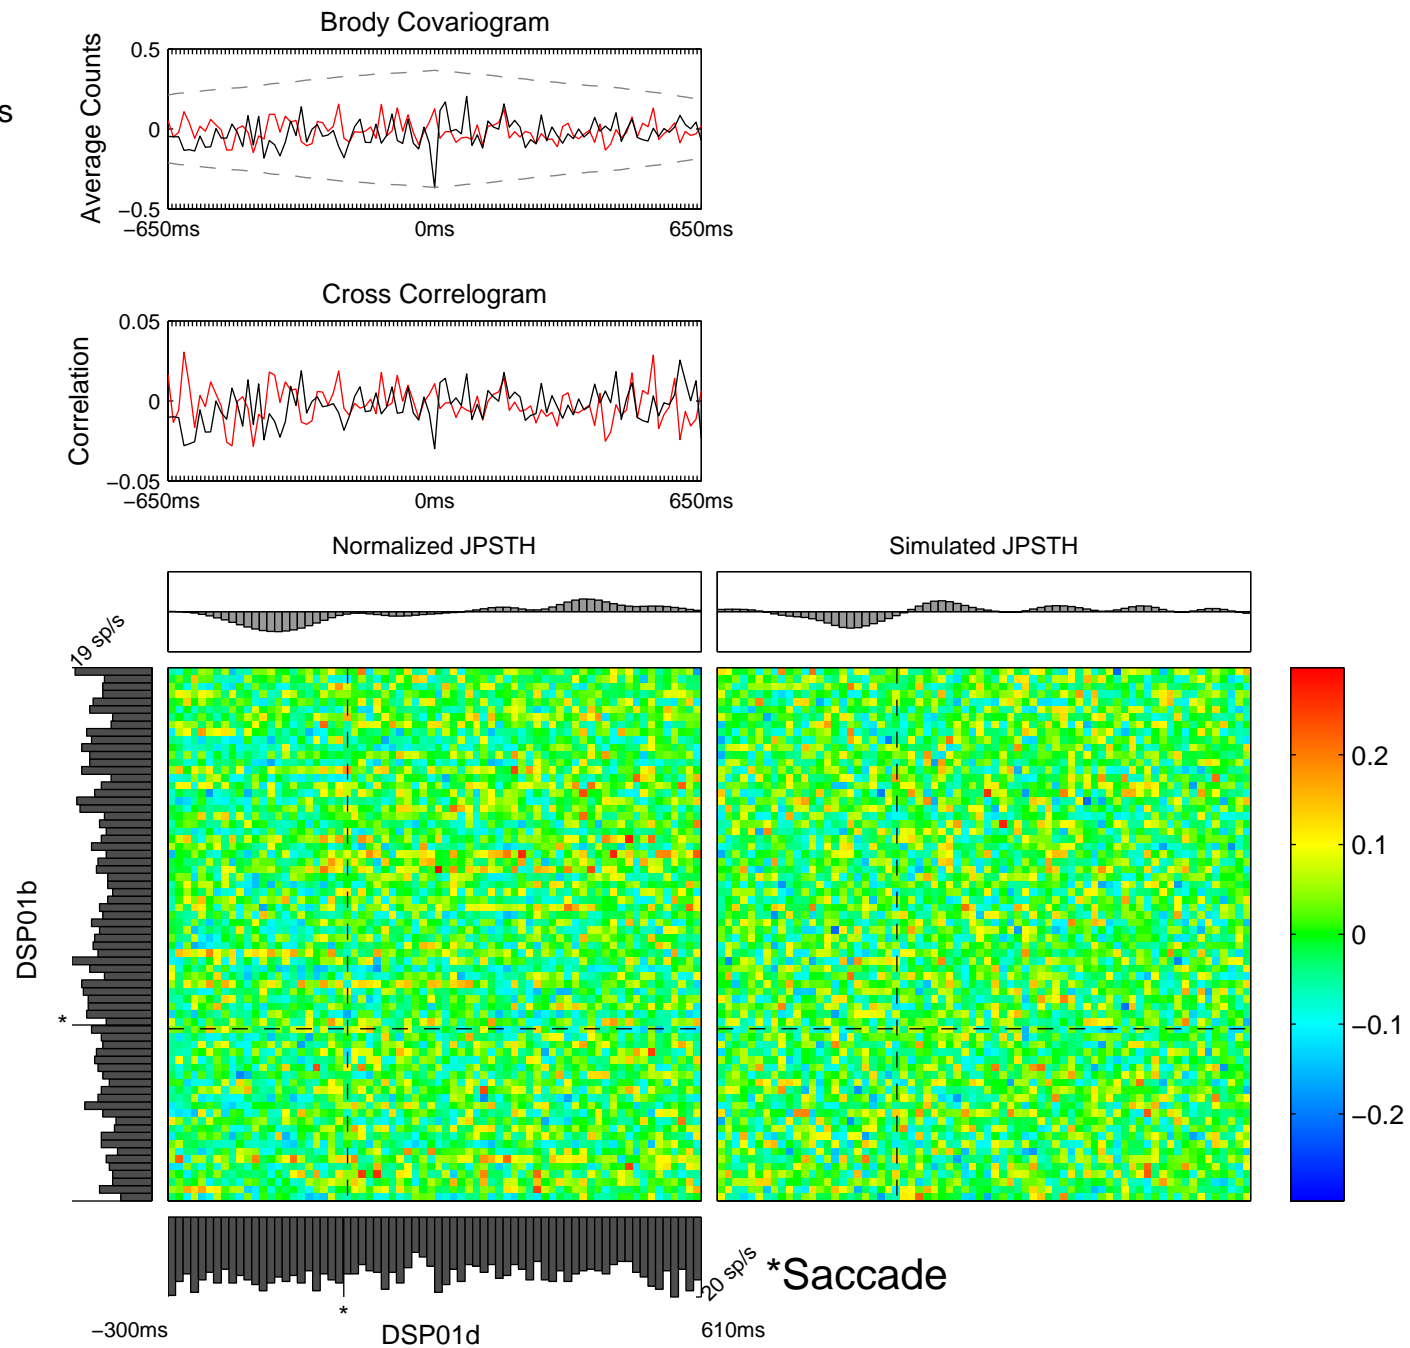 Brody Covariogram
0.5
0
−0.5
Average Counts
s
−650ms
0ms
650ms
Cross Correlogram
0.05
0
−0.05
Correlation
−650ms
0ms
650ms
Normalized JPSTH
Simulated JPSTH
19 sp/s
DSP01b
*
0.2
0.1
0
−0.1
−0.2
20 sp/s
*Saccade
*
−300ms
DSP01d
610ms